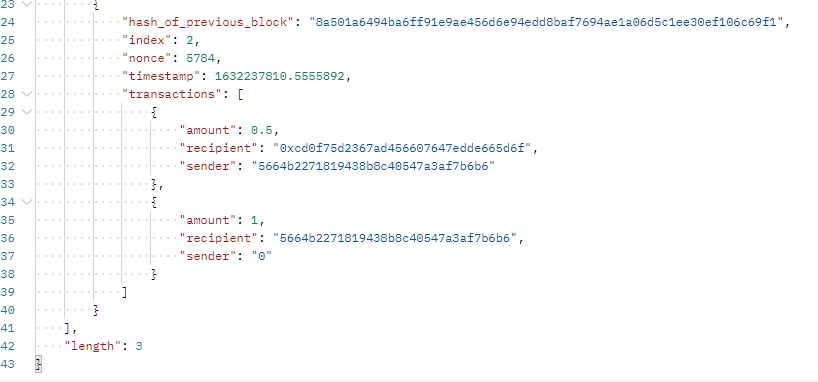 23 {
24 "hash_of_previous_block": "8a501a6494ba6ff91e9ae456d6e94edd8baf7694ae1a06d5c1ee30ef106c69f1",
25 "index": 2,
26 "nonce": 5784,
27 "timestamp": 1632237810.5555892,
28 "transactions": [
29 {
30 "amount": 0.5,
31 "recipient": "0xcd0f75d2367ad456607647edde665d6f",
32 "sender": "5664b2271819438b8c40547a3af7b6b6"
33 },
34 {
35 "amount": 1,
36 "recipient": "5664b2271819438b8c40547a3af7b6b6",
37 "sender": "0"
38 }
39 ]
40 }
41 ],
42 "length": 3
43 }